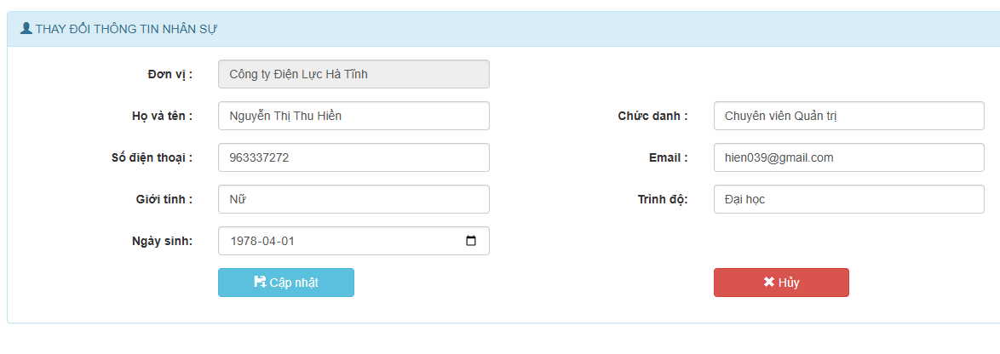 THAY ĐỔI THÔNG TIN NHÂN SỰ
Đơn vị : Công ty Điện Lực Hà Tĩnh
Họ và tên : Nguyễn Thị Thu Hiền Chức danh : Chuyên viên Quản trị
Số điện thoại : 963337272 Email : hien039@gmail.com
Giới tính : Nữ Trình độ: Đại học
Ngày sinh: 1978-04-01
Cập nhật Hủy